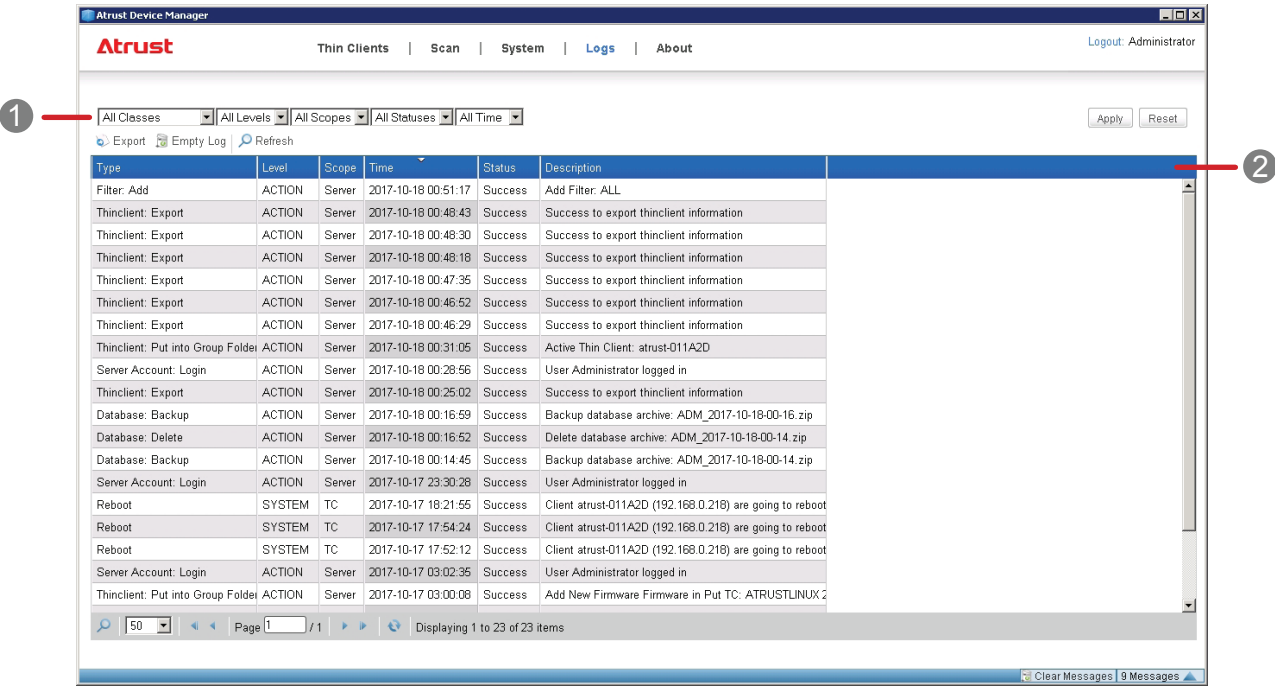 Atrust Device Manager
Atrust Thin Clients | Scan | System | Logs | About Logout: Administrator
1 All Classes All Levels All Scopes All Statuses All Time Apply Reset
Export Empty Log Refresh
Type Level Scope Time Status Description 2
Filter: Add ACTION Server 2017-10-18 00:51:17 Success Add Filter: ALL
Thinclient: Export ACTION Server 2017-10-18 00:48:43 Success Success to export thinclient information
Thinclient: Export ACTION Server 2017-10-18 00:48:30 Success Success to export thinclient information
Thinclient: Export ACTION Server 2017-10-18 00:48:18 Success Success to export thinclient information
Thinclient: Export ACTION Server 2017-10-18 00:47:35 Success Success to export thinclient information
Thinclient: Export ACTION Server 2017-10-18 00:46:52 Success Success to export thinclient information
Thinclient: Export ACTION Server 2017-10-18 00:46:29 Success Success to export thinclient information
Thinclient: Put into Group Folder ACTION Server 2017-10-18 00:31:05 Success Active Thin Client: atrust-011A2D
Server Account: Login ACTION Server 2017-10-18 00:28:56 Success User Administrator logged in
Thinclient: Export ACTION Server 2017-10-18 00:25:02 Success Success to export thinclient information
Database: Backup ACTION Server 2017-10-18 00:16:59 Success Backup database archive: ADM_2017-10-18-00-16.zip
Database: Delete ACTION Server 2017-10-18 00:16:52 Success Delete database archive: ADM_2017-10-18-00-14.zip
Database: Backup ACTION Server 2017-10-18 00:14:45 Success Backup database archive: ADM_2017-10-18-00-14.zip
Server Account: Login ACTION Server 2017-10-17 23:30:28 Success User Administrator logged in
Reboot SYSTEM TC 2017-10-17 18:21:55 Success Client atrust-011A2D (192.168.0.218) are going to reboot
Reboot SYSTEM TC 2017-10-17 17:54:24 Success Client atrust-011A2D (192.168.0.218) are going to reboot
Reboot SYSTEM TC 2017-10-17 17:52:12 Success Client atrust-011A2D (192.168.0.218) are going to reboot
Server Account: Login ACTION Server 2017-10-17 03:02:35 Success User Administrator logged in
Thinclient: Put into Group Folder ACTION Server 2017-10-17 03:00:08 Success Add New Firmware Firmware in Put TC: ATRUSTLINUX 2
50 Page 1 / 1 Displaying 1 to 23 of 23 items
Clear Messages 9 Messages